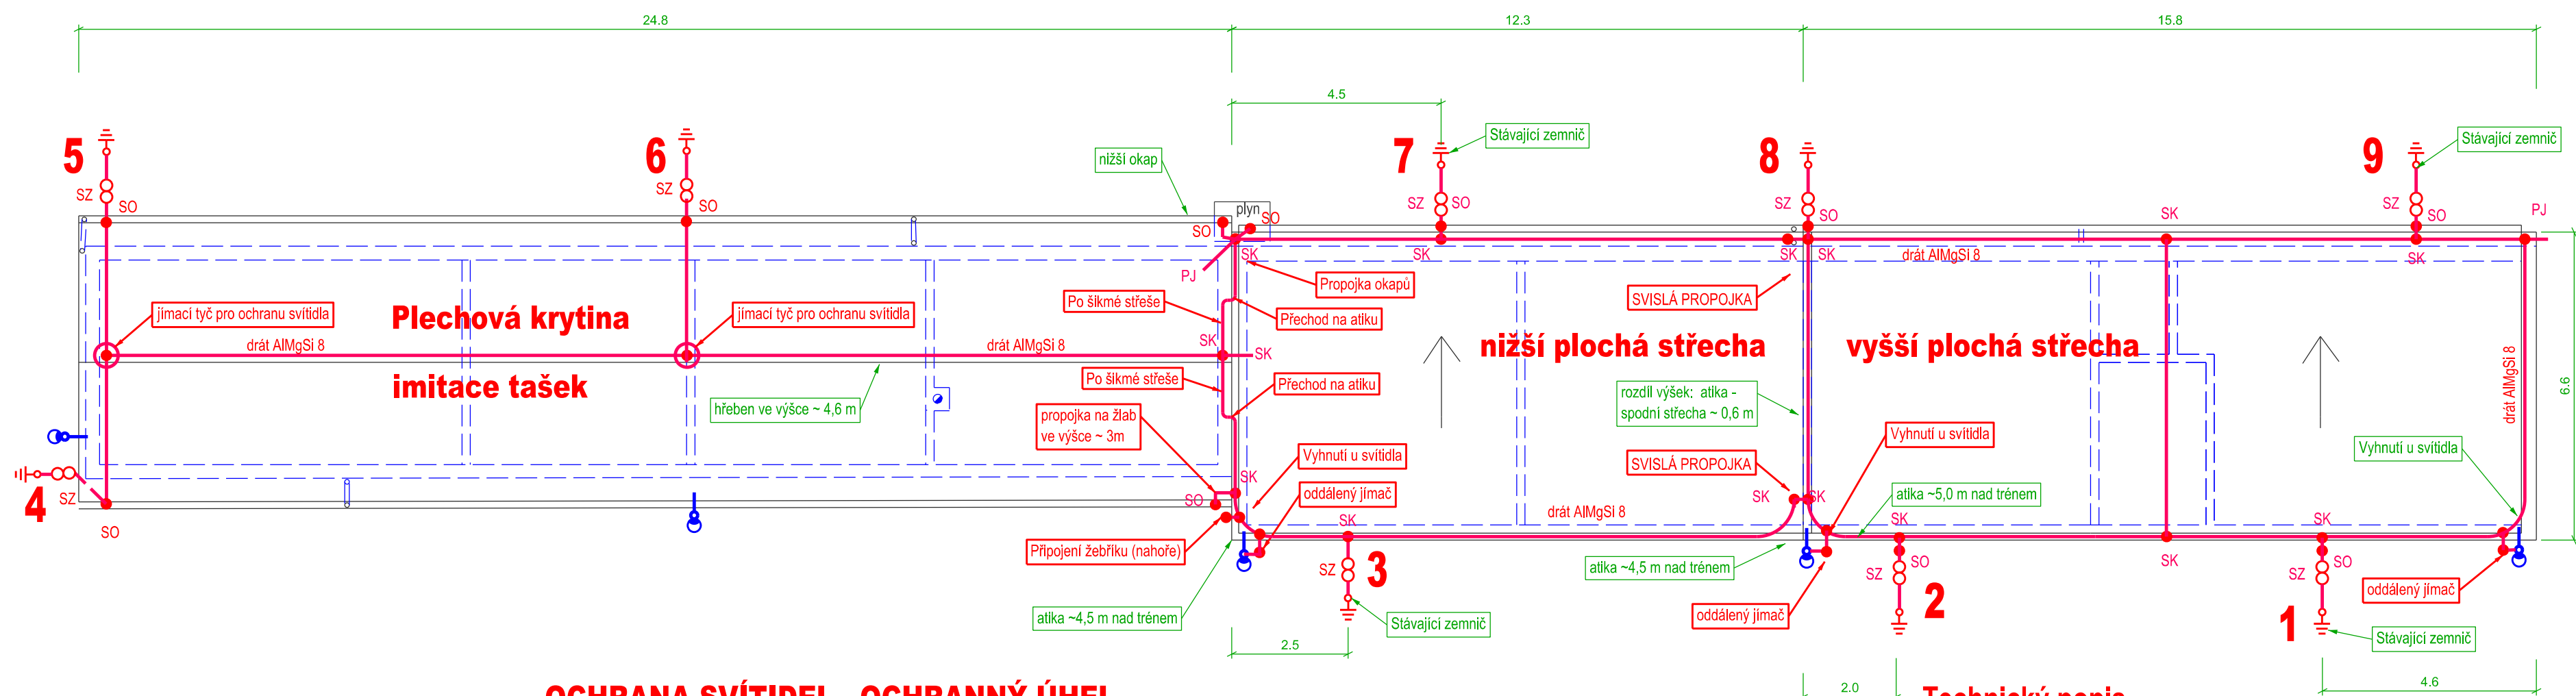 24.8
12.3
15.8
4.5
Stávající zemnič
Stávající zemnič
nižší okap
5
6
7
8
9
SZ
SO
SZ
SO
SZ
SO
SZ
SO
SZ
SO
plyn
SO
SO
SK
PJ
SK
SK
SK
SK
drát AlMgSi 8
SK
PJ
PJ
Propojka okapů
Po šikmé střeše
Přechod na atiku
SVISLÁ PROPOJKA
jímací tyč pro ochranu svítidla
Plechová krytina
jímací tyč pro ochranu svítidla
drát AlMgSi 8
drát AlMgSi 8
SK
SK
nižší plochá střecha
vyšší plochá střecha
drát AlMgSi 8
6.6
imitace tašek
Po šikmé střeše
Přechod na atiku
hřeben ve výšce ~ 4,6 m
rozdíl výšek: atika -
spodní střecha ~ 0,6 m
propojka na žlab
ve výšce ~ 3m
Vyhnutí u svítidla
Vyhnutí u svítidla
Vyhnutí u svítidla
SVISLÁ PROPOJKA
SK
oddálený jímač
SO
SK
SK
atika ~5,0 m nad trénem
4
SZ
SO
SK
drát AlMgSi 8
SK
SK
SK
Připojení žebříku (nahoře)
SZ
3
atika ~4,5 m nad trénem
SZ
SO
2
SZ
SO
1
oddálený jímač
oddálený jímač
atika ~4,5 m nad trénem
Stávající zemnič
Stávající zemnič
2.5
2.0
4.6